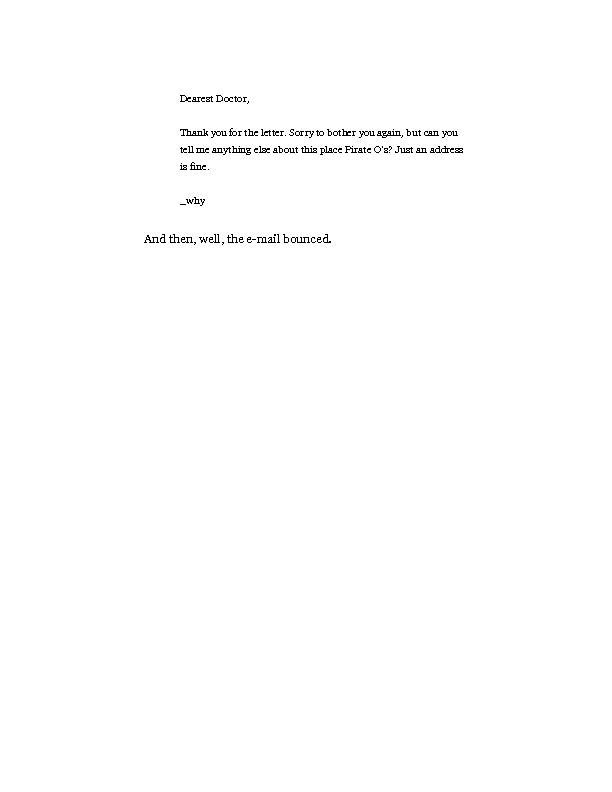 Dearest Doctor,
Thank you for the letter. Sorry to bother you again, but can you
tell me anything else about this place Pirate O's? Just an address
is fine.
_why
And then, well, the e-mail bounced.